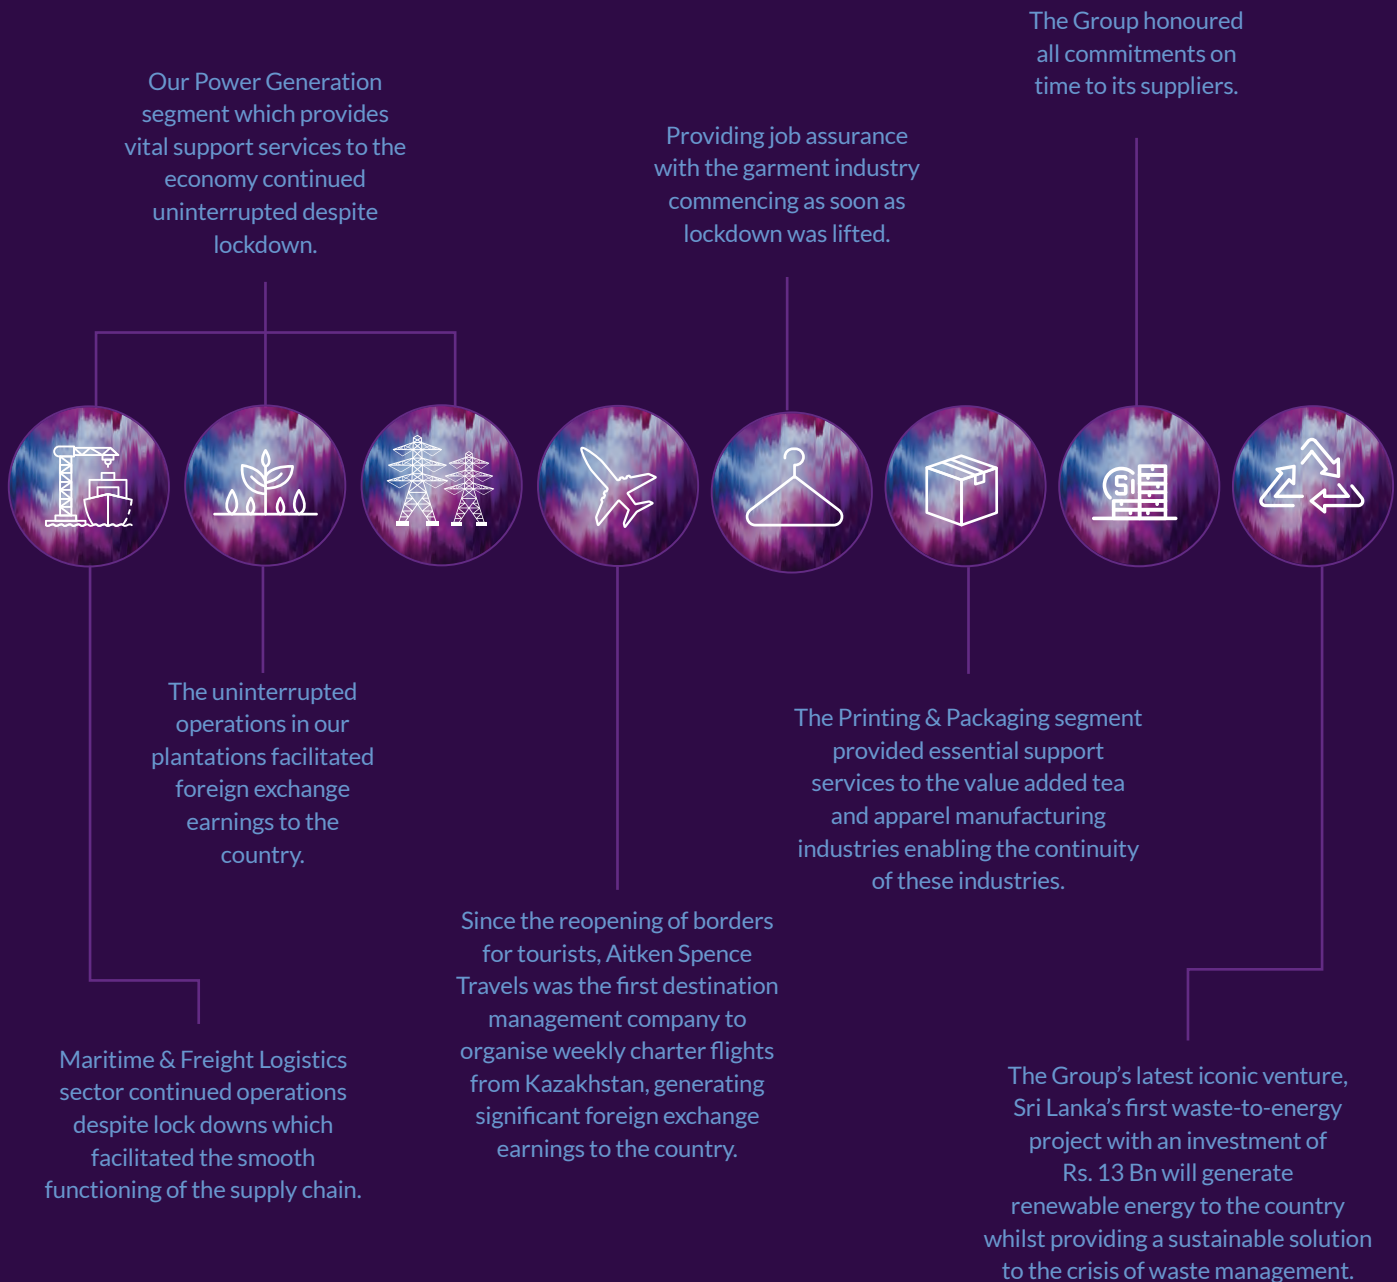 The Group honoured
all commitments on
time to its suppliers.
Our Power Generation
segment which provides
vital support services to the
economy continued
uninterrupted despite
lockdown.
Providing job assurance
with the garment industry
commencing as soon as
lockdown was lifted.
Si
The uninterrupted
operations in our
plantations facilitated
foreign exchange
earnings to the
country.
The Printing & Packaging segment
provided essential support
services to the value added tea
and apparel manufacturing
industries enabling the continuity
of these industries.
Since the reopening of borders
for tourists, Aitken Spence
Travels was the first destination
management company to
organise weekly charter flights
from Kazakhstan, generating
significant foreign exchange
earnings to the country.
Maritime & Freight Logistics
sector continued operations
despite lock downs which
facilitated the smooth
functioning of the supply chain.
The Group’s latest iconic venture,
Sri Lanka’s first waste-to-energy
project with an investment of
Rs. 13 Bn will generate
renewable energy to the country
whilst providing a sustainable solution
to the crisis of waste management.